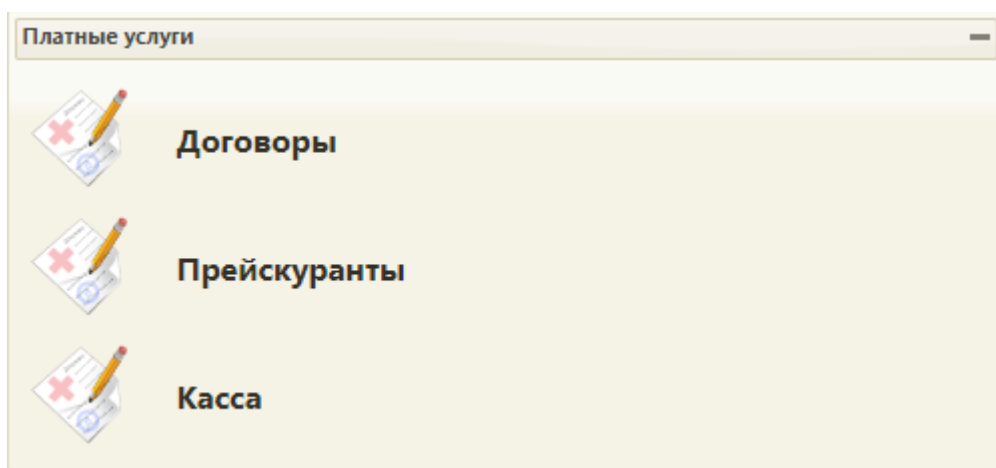 Платные услуги
Договоры
Прейскуранты
Касса